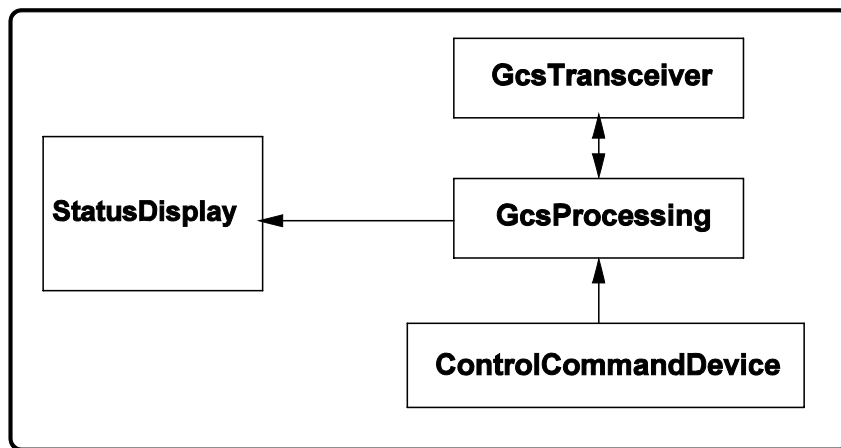 GcsTransceiver
StatusDisplay
GcsProcessing
ControlCommandDevice